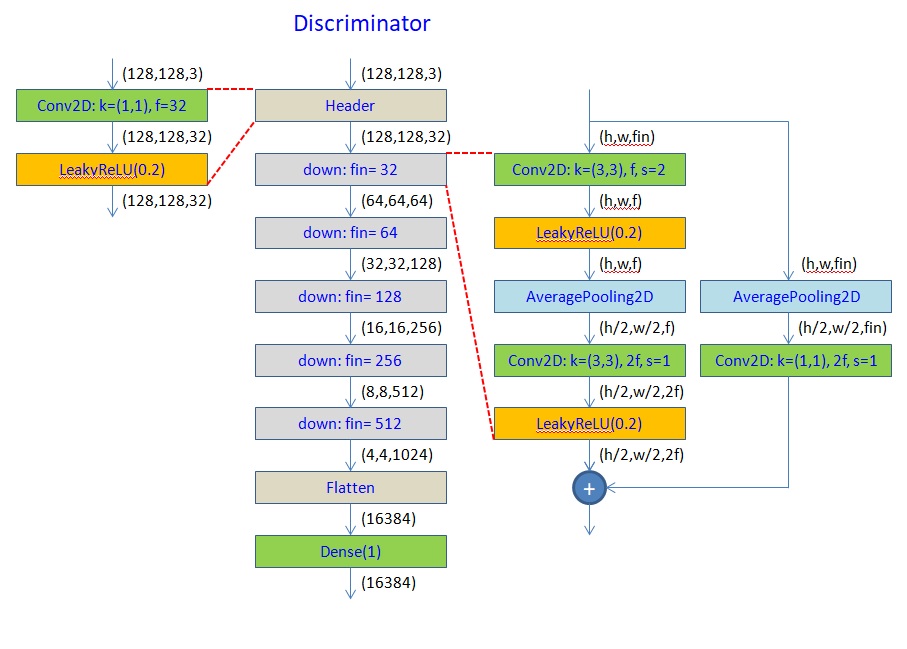 Discriminator
(128,128,3)
Conv2D: k=(1,1), f=32
(128,128,32)
LeakyReLU(0.2)
(128,128,32)
(128,128,3)
Header
(128,128,32)
down: fin= 32
(64,64,64)
down: fin= 64
(32,32,128)
down: fin= 128
(16,16,256)
down: fin= 256
(8,8,512)
down: fin= 512
(4,4,1024)
Flatten
(16384)
Dense(1)
(16384)
(h,w,fin)
Conv2D: k=(3,3), f, s=2
(h,w,f)
LeakyReLU(0.2)
(h,w,f)
AveragePooling2D
(h/2,w/2,f)
Conv2D: k=(3,3), 2f, s=1
(h/2,w/2,2f)
LeakyReLU(0.2)
(h/2,w/2,2f)
+
(h,w,fin)
AveragePooling2D
(h/2,w/2,fin)
Conv2D: k=(1,1), 2f, s=1